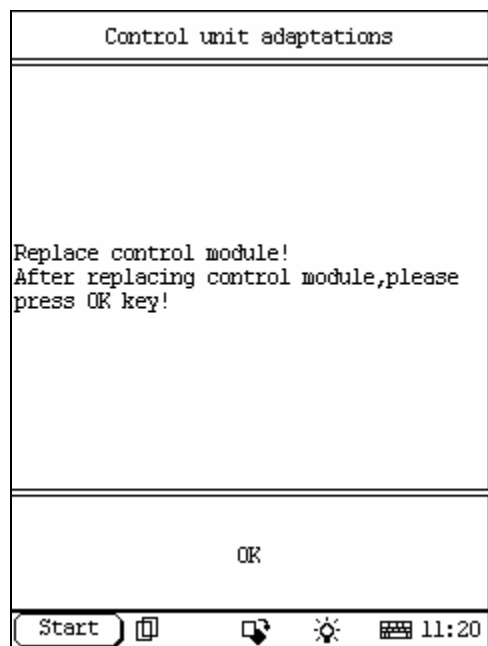 Control unit adaptations
Replace control module!
After replacing control module,please
press OK key!
OK
Start 11:20